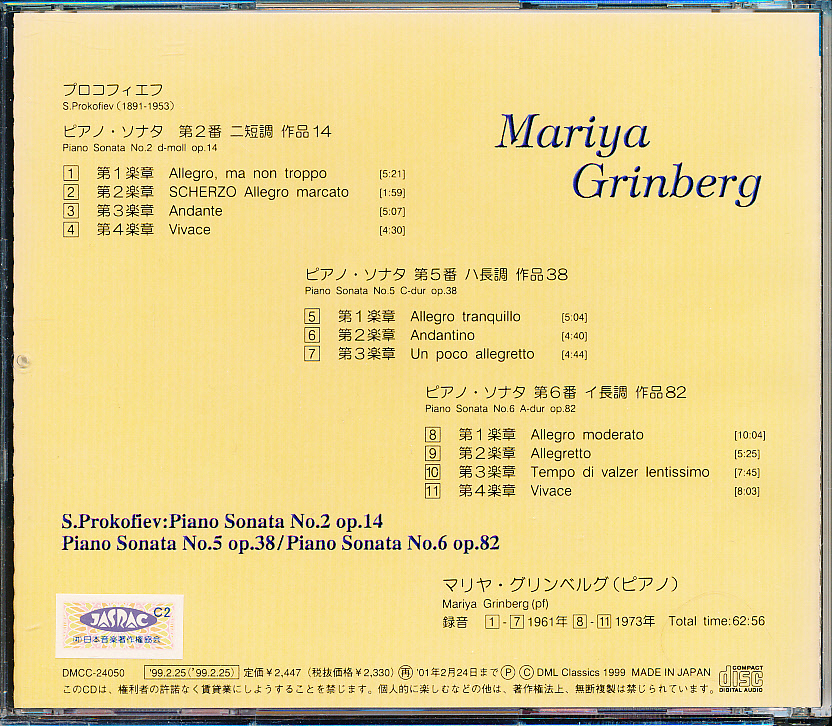 プロコフィエフ
S.Prokofiev (1891-1953)
ピアノ・ソナタ 第2番 二短調 作品14
Piano Sonata No.2 d-moll op.14
1 第1楽章 Allegro, ma non troppo [5:21]
2 第2楽章 SCHERZO Allegro marcato [1:59]
3 第3楽章 Andante [5:07]
4 第4楽章 Vivace [4:30]
Mariya
Grinberg
ピアノ・ソナタ 第5番 ハ長調 作品38
Piano Sonata No.5 C-dur op.38
5 第1楽章 Allegro tranquillo [5:04]
6 第2楽章 Andantino [4:40]
7 第3楽章 Un poco allegretto [4:44]
ピアノ・ソナタ 第6番 イ長調 作品82
Piano Sonata No.6 A-dur op.82
8 第1楽章 Allegro moderato [10:04]
9 第2楽章 Allegretto [5:25]
10 第3楽章 Tempo di valzer lentissimo [7:45]
11 第4楽章 Vivace [8:03]
S.Prokofiev:Piano Sonata No.2 op.14
Piano Sonata No.5 op.38/Piano Sonata No.6 op.82
マリヤ・グリンベルグ(ピアノ)
Mariya Grinberg (pf)
録音 1-7 1961年 8-11 1973年 Total time:62:56
JASRAC C2
㈳日本音楽著作権協会
DMCC-24050 '99.2.25('99.2.25) 定価¥2,447 (税抜価格¥2,330) 再 '01年2月24日まで Ⓟ Ⓒ DML Classics 1999 MADE IN JAPAN
COMPACT disc DIGITAL AUDIO
このCDは、権利者の許諾なく賃貸業にしようすることを禁じます。個人的に楽しむなどの他は、著作権法上、無断複製は禁じられています。